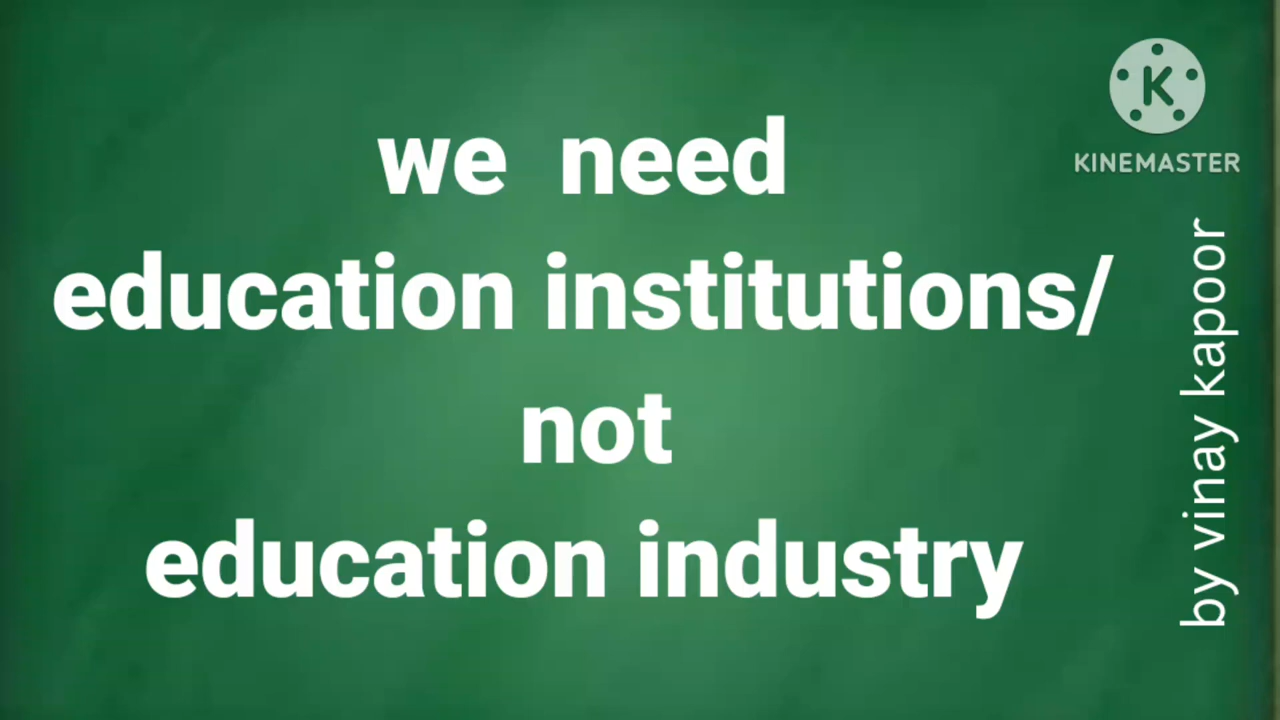 we need
education institutions/
not
education industry
K
KINEMASTER
by vinay kapoor